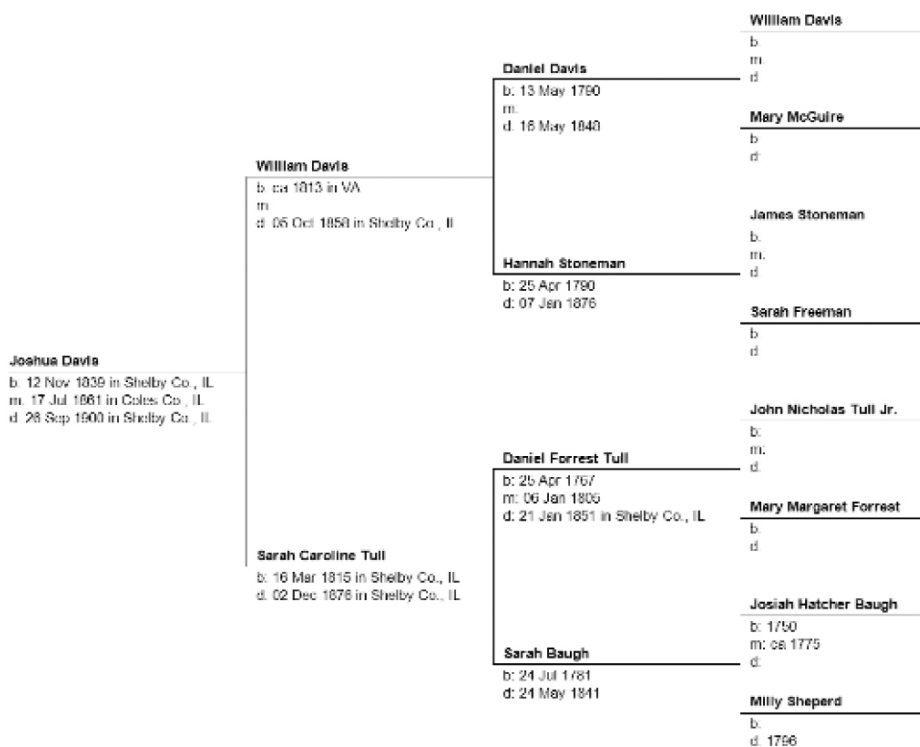 William Davis
b:
m:
d:
Daniel Davis
b: 13 May 1790
m:
d: 16 May 1848
Mary McGuire
b:
d:
William Davis
b: ca 1813 in VA
m:
d: 05 Oct 1858 in Shelby Co., IL
James Stoneman
b:
m:
d:
Hannah Stoneman
b: 25 Apr 1790
d: 07 Jan 1876
Sarah Freeman
b:
d:
Joshua Davis
b: 12 Nov 1839 in Shelby Co., IL
m: 17 Jul 1861 in Coles Co., IL
d: 26 Sep 1900 in Shelby Co., IL
John Nicholas Tull Jr.
b:
m:
d:
Daniel Forrest Tull
b: 25 Apr 1767
m: 06 Jan 1805
d: 21 Jan 1851 in Shelby Co., IL
Mary Margaret Forrest
b:
d:
Sarah Caroline Tull
b: 16 Mar 1815 in Shelby Co., IL
d: 02 Dec 1876 in Shelby Co., IL
Josiah Hatcher Baugh
b: 1750
m: ca 1775
d:
Sarah Baugh
b: 24 Jul 1781
d: 24 May 1841
Milly Sheperd
b:
d: 1796